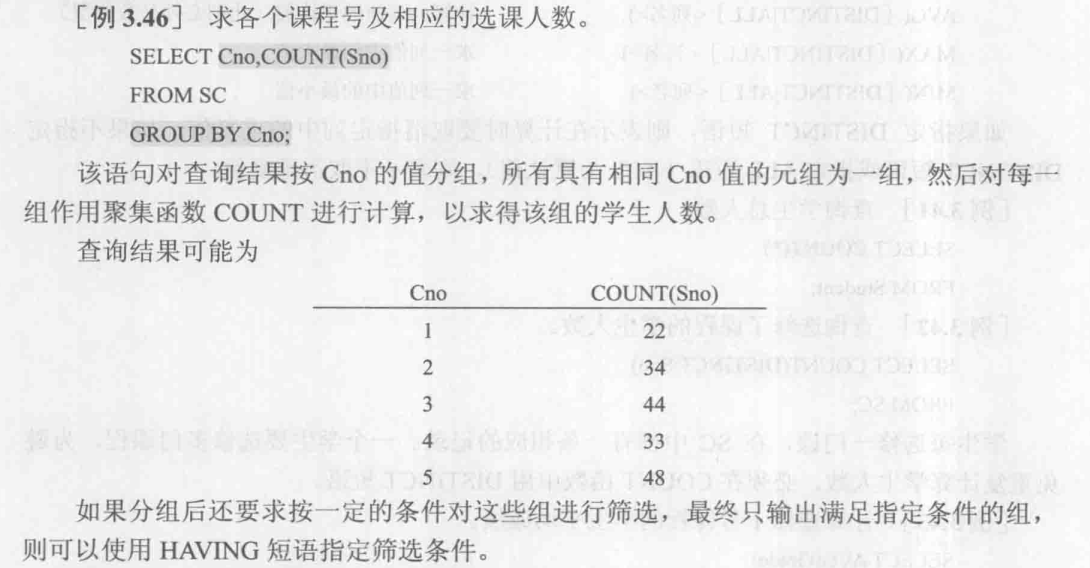 [例 3.46] 求各个课程号及相应的选课人数。
SELECT Cno,COUNT(Sno)
FROM SC
GROUP BY Cno;
该语句对查询结果按 Cno 的值分组，所有具有相同 Cno 值的元组为一组，然后对每一
组作用聚集函数 COUNT 进行计算，以求得该组的学生人数。
查询结果可能为
Cno COUNT(Sno)
1 22
2 34
3 44
4 33
5 48
如果分组后还要求按一定的条件对这些组进行筛选，最终只输出满足指定条件的组，
则可以使用 HAVING 短语指定筛选条件。